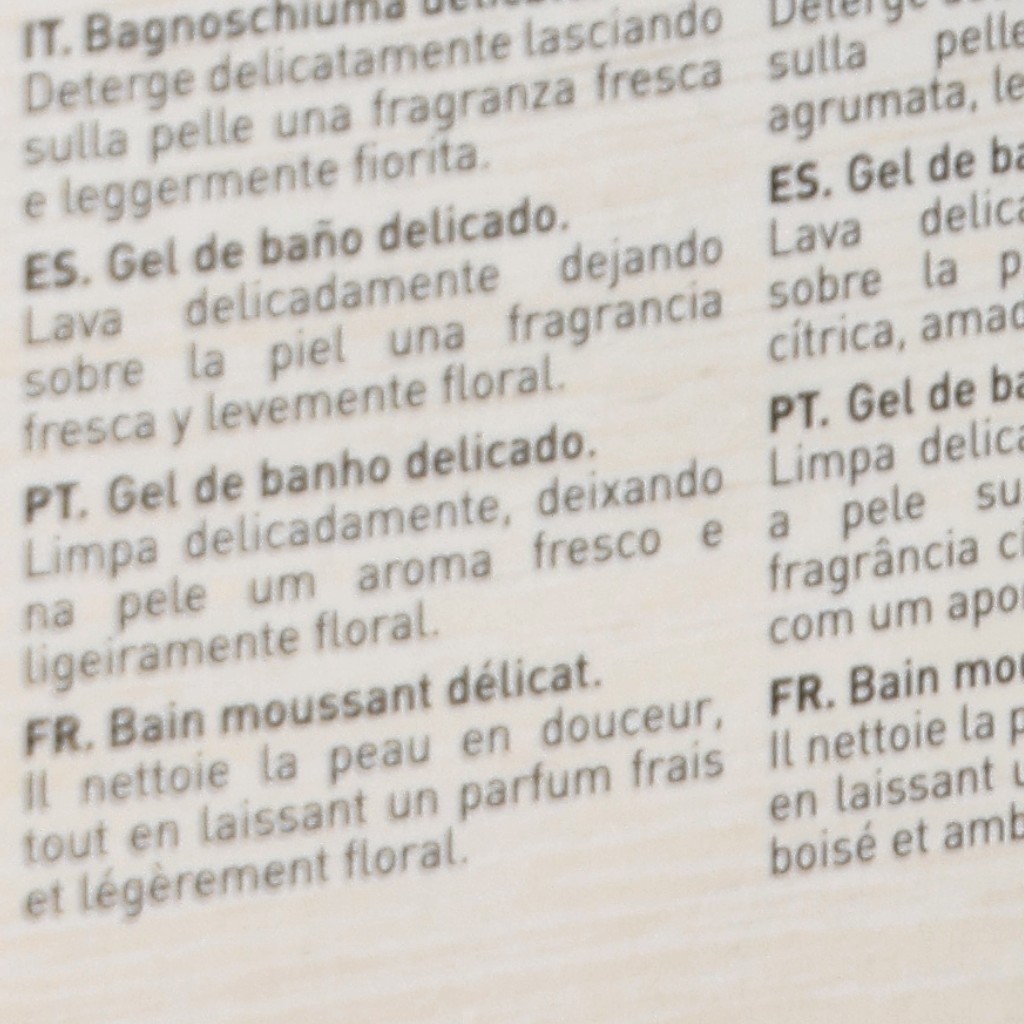 IT. Bagnoschiuma
Deterge delicatamente lasciando
sulla pelle una fragranza fresca
e leggermente fiorita.
ES. Gel de baño delicado.
Lava delicadamente dejando
sobre la piel una fragrancia
fresca y levemente floral.
PT. Gel de banho delicado.
Limpa delicadamente, deixando
na pele um aroma fresco e
ligeiramente floral.
FR. Bain moussant délicat.
Il nettoie la peau en douceur,
tout en laissant un parfum frais
et légèrement floral.
Deterge
sulla pelle
agrumata,
ES. Gel de
Lava
sobre la
cítrica,
PT. Gel de
Limpa
a pele
fragrância
com um
FR. Bain
Il nettoie la
en laissant
boisé et